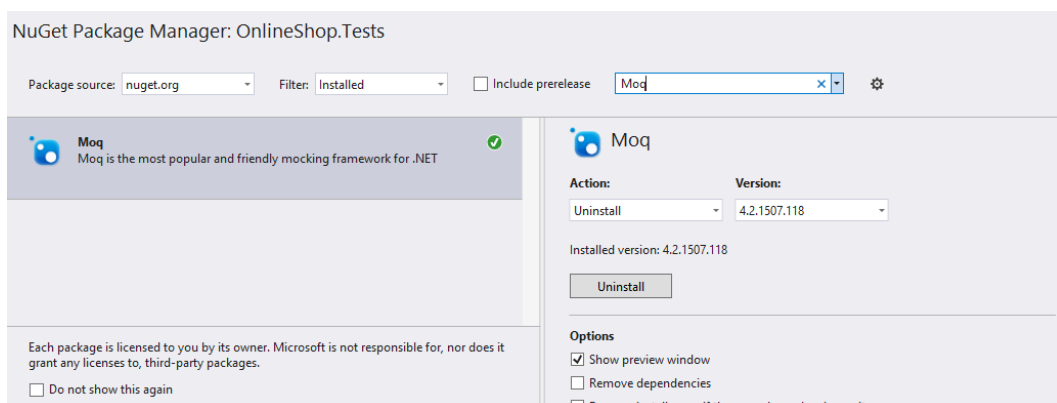 NuGet Package Manager: OnlineShop.Tests
Package source: nuget.org Filter: Installed Include prerelease Moq
Moq
Moq is the most popular and friendly mocking framework for .NET
Each package is licensed to you by its owner. Microsoft is not responsible for, nor does it
grant any licenses to, third-party packages.
Do not show this again
Moq
Action: Version:
Uninstall 4.2.1507.118
Installed version: 4.2.1507.118
Uninstall
Options
Show preview window
Remove dependencies